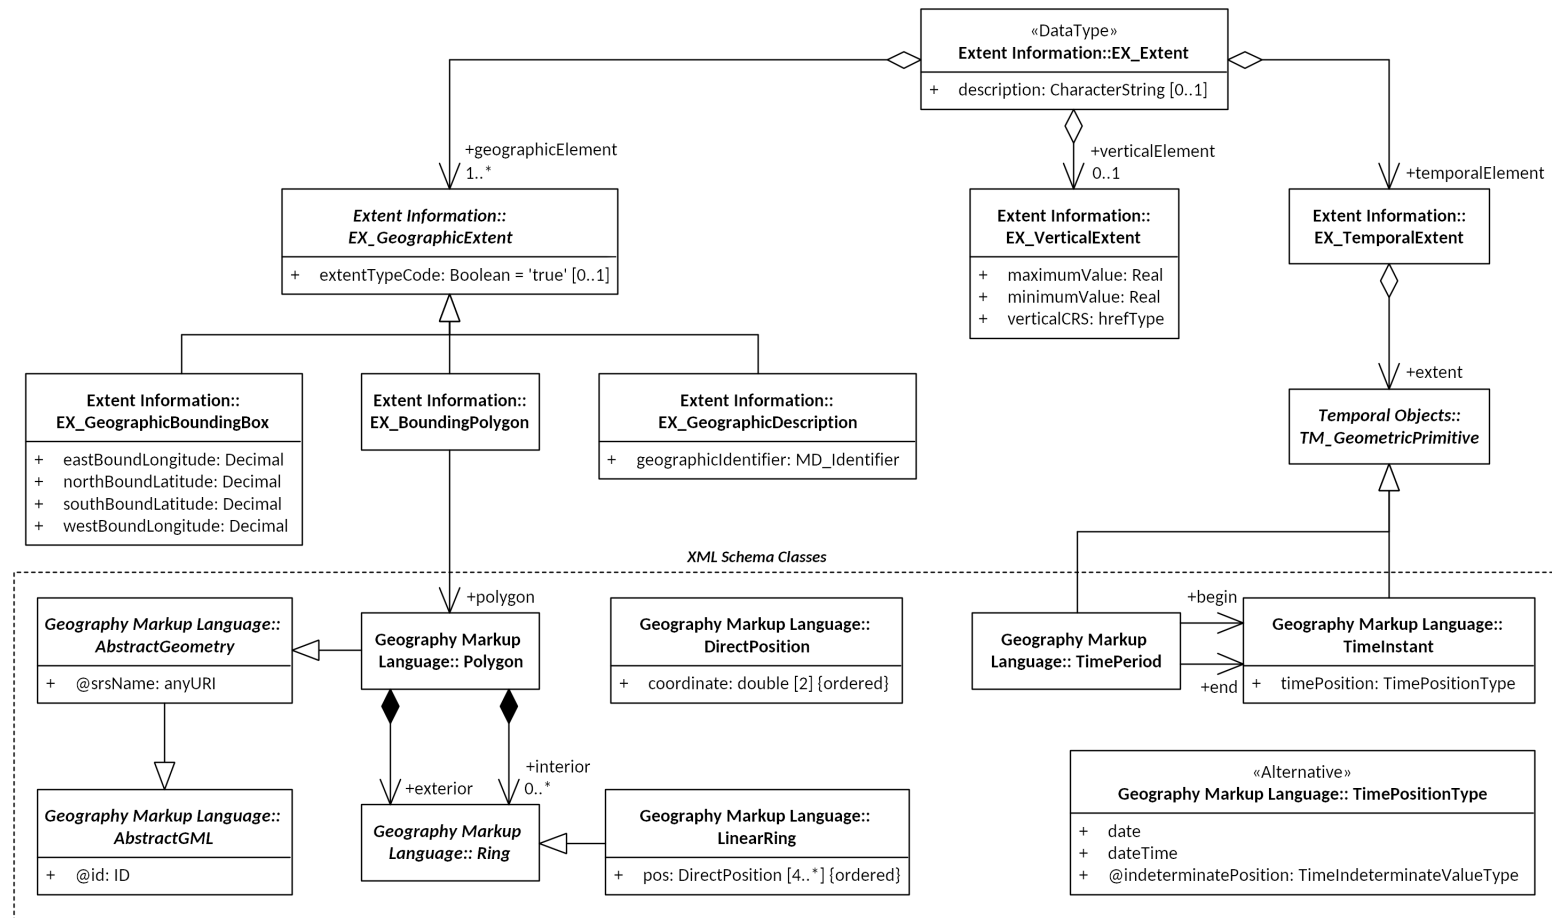 «DataType»
Extent Information::EX_Extent
+ description: CharacterString [0..1]
+geographicElement
1..*
+verticalElement
0..1
+temporalElement
Extent Information::
EX_GeographicExtent
+ extentTypeCode: Boolean = 'true' [0..1]
Extent Information::
EX_VerticalExtent
+ maximumValue: Real
+ minimumValue: Real
+ verticalCRS: hrefType
Extent Information::
EX_TemporalExtent
+extent
Extent Information::
EX_GeographicBoundingBox
+ eastBoundLongitude: Decimal
+ northBoundLatitude: Decimal
+ southBoundLatitude: Decimal
+ westBoundLongitude: Decimal
Extent Information::
EX_BoundingPolygon
Extent Information::
EX_GeographicDescription
+ geographicIdentifier: MD_Identifier
Temporal Objects::
TM_GeometricPrimitive
XML Schema Classes
+polygon
Geography Markup Language::
AbstractGeometry
+ @srsName: anyURI
Geography Markup
Language:: Polygon
Geography Markup Language::
DirectPosition
+ coordinate: double [2] {ordered}
Geography Markup
Language:: TimePeriod
+begin
+end
Geography Markup Language::
TimeInstant
+ timePosition: TimePositionType
+exterior
+interior
0..*
Geography Markup Language::
AbstractGML
+ @id: ID
Geography Markup
Language:: Ring
Geography Markup Language::
LinearRing
+ pos: DirectPosition [4..*] {ordered}
«Alternative»
Geography Markup Language:: TimePositionType
+ date
+ dateTime
+ @indeterminatePosition: TimeIndeterminateValueType